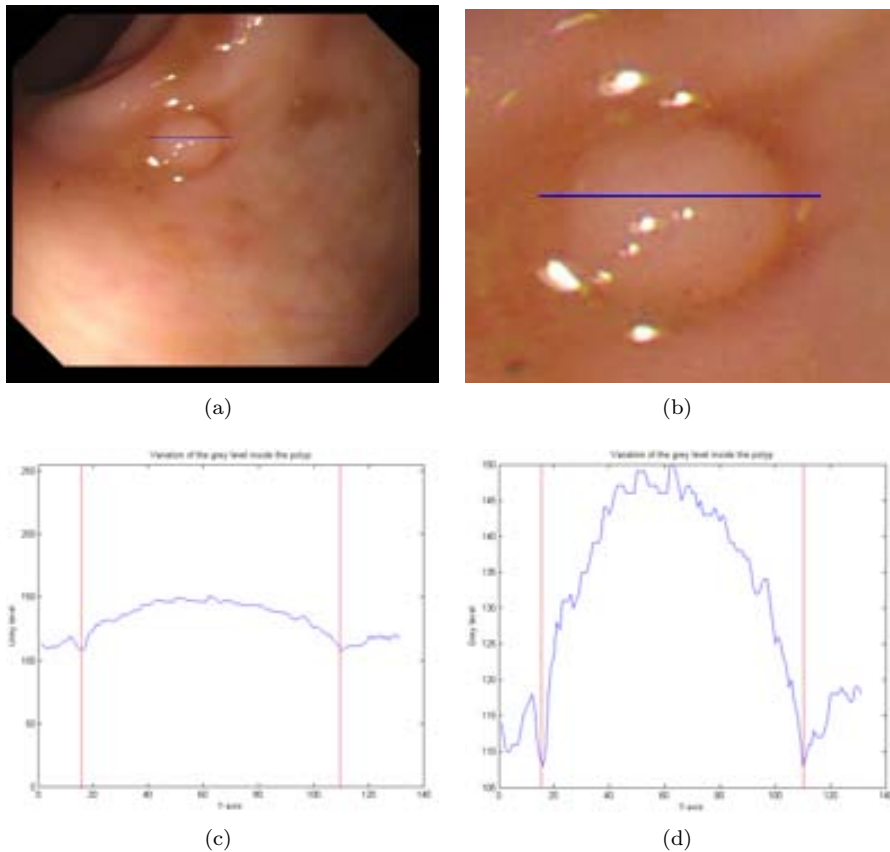 (a)
(b)
Variation of the grey level inside the polyp
250
200
150
100
50
0
Grey level
0 20 40 60 80 100 120 140
Y-axis
(c)
Variation of the grey level inside the polyp
150
145
140
135
130
125
120
115
110
105
Grey level
0 20 40 60 80 100 120 140
Y-axis
(d)